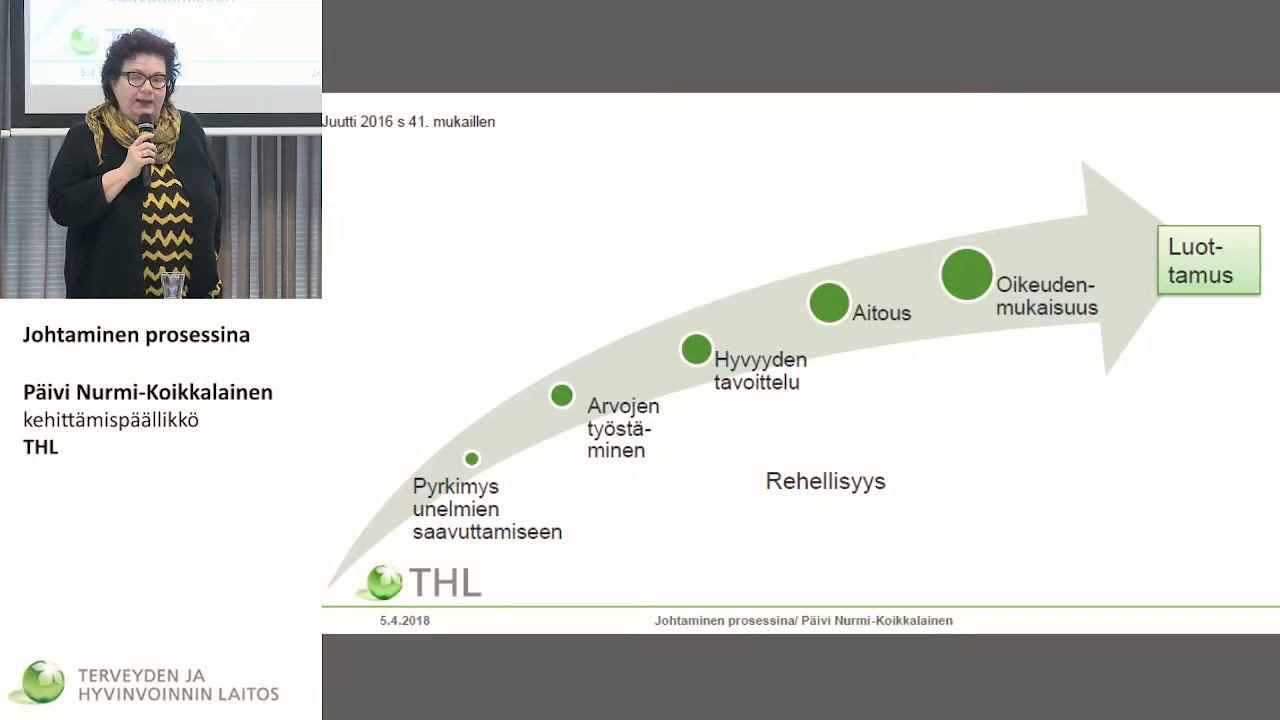 Johtaminen prosessina
Päivi Nurmi-Koikkalainen
kehittämispäällikkö
THL
TERVEYDEN JA
HYVINVOINNIN LAITOS
Juutti 2016 s 41. mukaillen
Luot-
tamus
Oikeuden-
mukaisuus
Aitous
Hyvyyden
tavoittelu
Arvojen
työstä-
minen
Rehellisyys
Pyrkimys
unelmien
saavuttamiseen
THL
5.4.2018
Johtaminen prosessina/ Päivi Nurmi-Koikkalainen